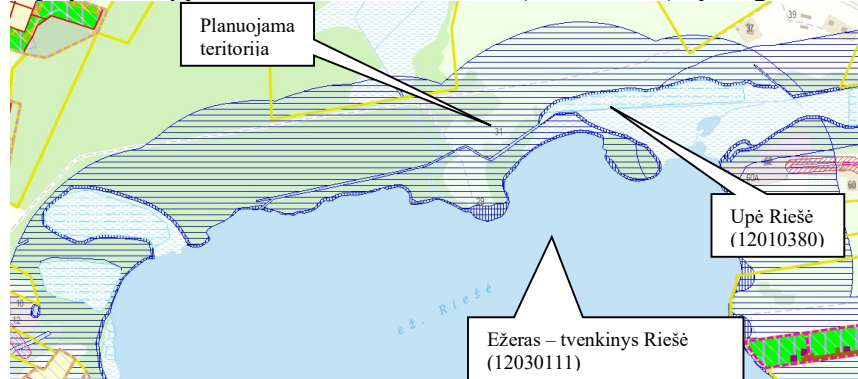 Planuojama
teritorija
39
37
31
29
60A
60
Upė Riešė
(12010380)
ež. Riešė
10
12
Ežeras – tvenkinys Riešė
(12030111)